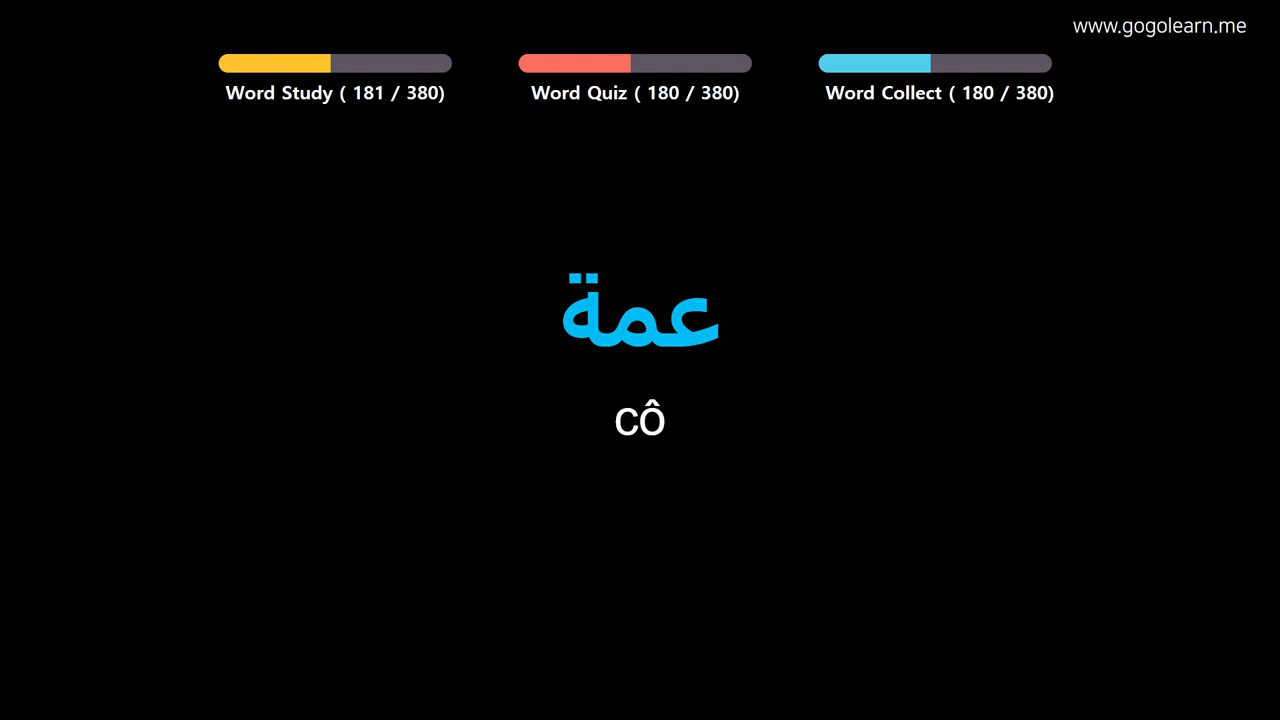 www.gogolearn.me
Word Study ( 181 / 380)
Word Quiz ( 180 / 380)
Word Collect ( 180 / 380)
عمة
cô